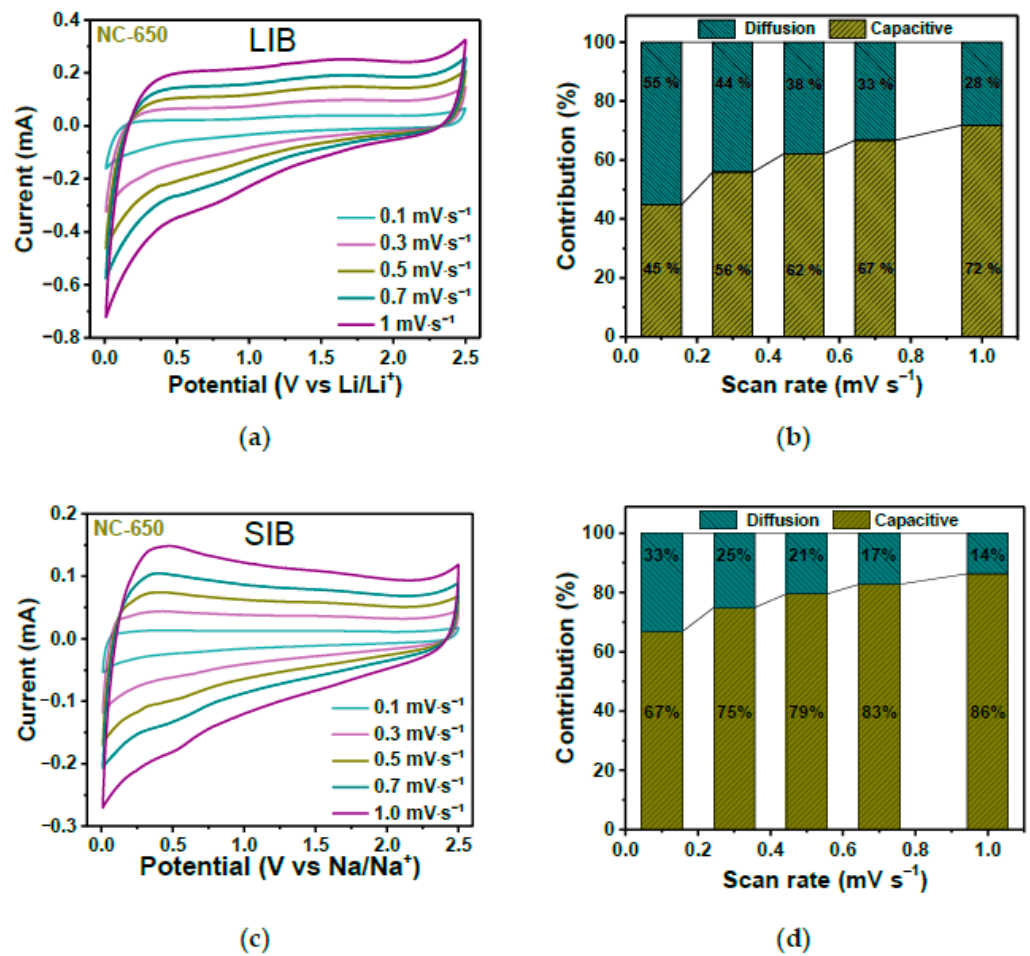 NC-650
LIB
0.4
0.2
0.0
−0.2
−0.4
−0.6
−0.8
Current (mA)
0.1 mV·s⁻¹
0.3 mV·s⁻¹
0.5 mV·s⁻¹
0.7 mV·s⁻¹
1 mV·s⁻¹
0.0 0.5 1.0 1.5 2.0 2.5
Potential (V vs Li/Li⁺)
(a)
Diffusion Capacitive
100
80
60
40
20
0
Contribution (%)
55 % 44 % 38 % 33 % 28 %
45 % 56 % 62 % 67 % 72 %
0.0 0.2 0.4 0.6 0.8 1.0
Scan rate (mV s⁻¹)
(b)
NC-650
SIB
0.2
0.1
0.0
−0.1
−0.2
−0.3
Current (mA)
0.1 mV·s⁻¹
0.3 mV·s⁻¹
0.5 mV·s⁻¹
0.7 mV·s⁻¹
1.0 mV·s⁻¹
0.0 0.5 1.0 1.5 2.0 2.5
Potential (V vs Na/Na⁺)
(c)
Diffusion Capacitive
100
80
60
40
20
0
Contribution (%)
33% 25% 21% 17% 14%
67% 75% 79% 83% 86%
0.0 0.2 0.4 0.6 0.8 1.0
Scan rate (mV s⁻¹)
(d)